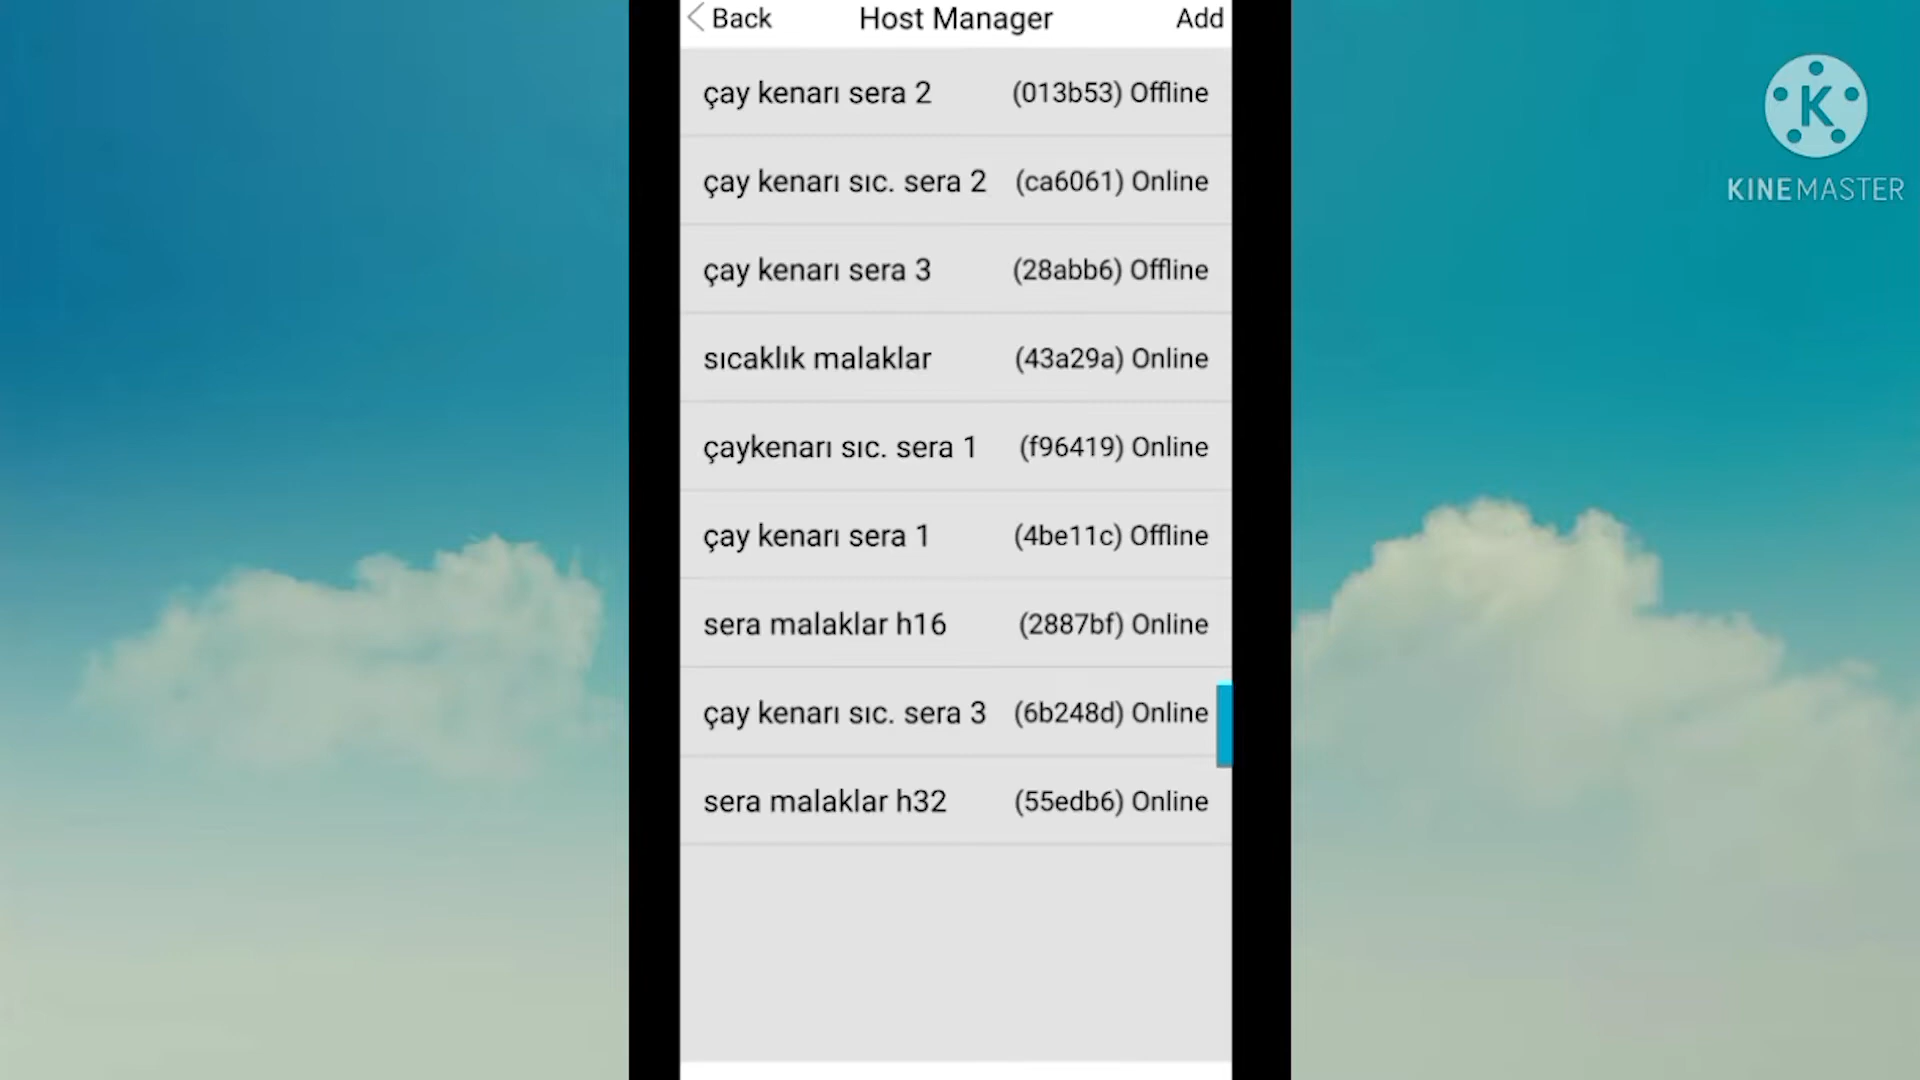 Back Host Manager Add
çay kenarı sera 2 (013b53) Offline
çay kenarı sıc. sera 2 (ca6061) Online
çay kenarı sera 3 (28abb6) Offline
sıcaklık malaklar (43a29a) Online
çaykenarı sıc. sera 1 (f96419) Online
çay kenarı sera 1 (4be11c) Offline
sera malaklar h16 (2887bf) Online
çay kenarı sıc. sera 3 (6b248d) Online
sera malaklar h32 (55edb6) Online
K
KINEMASTER